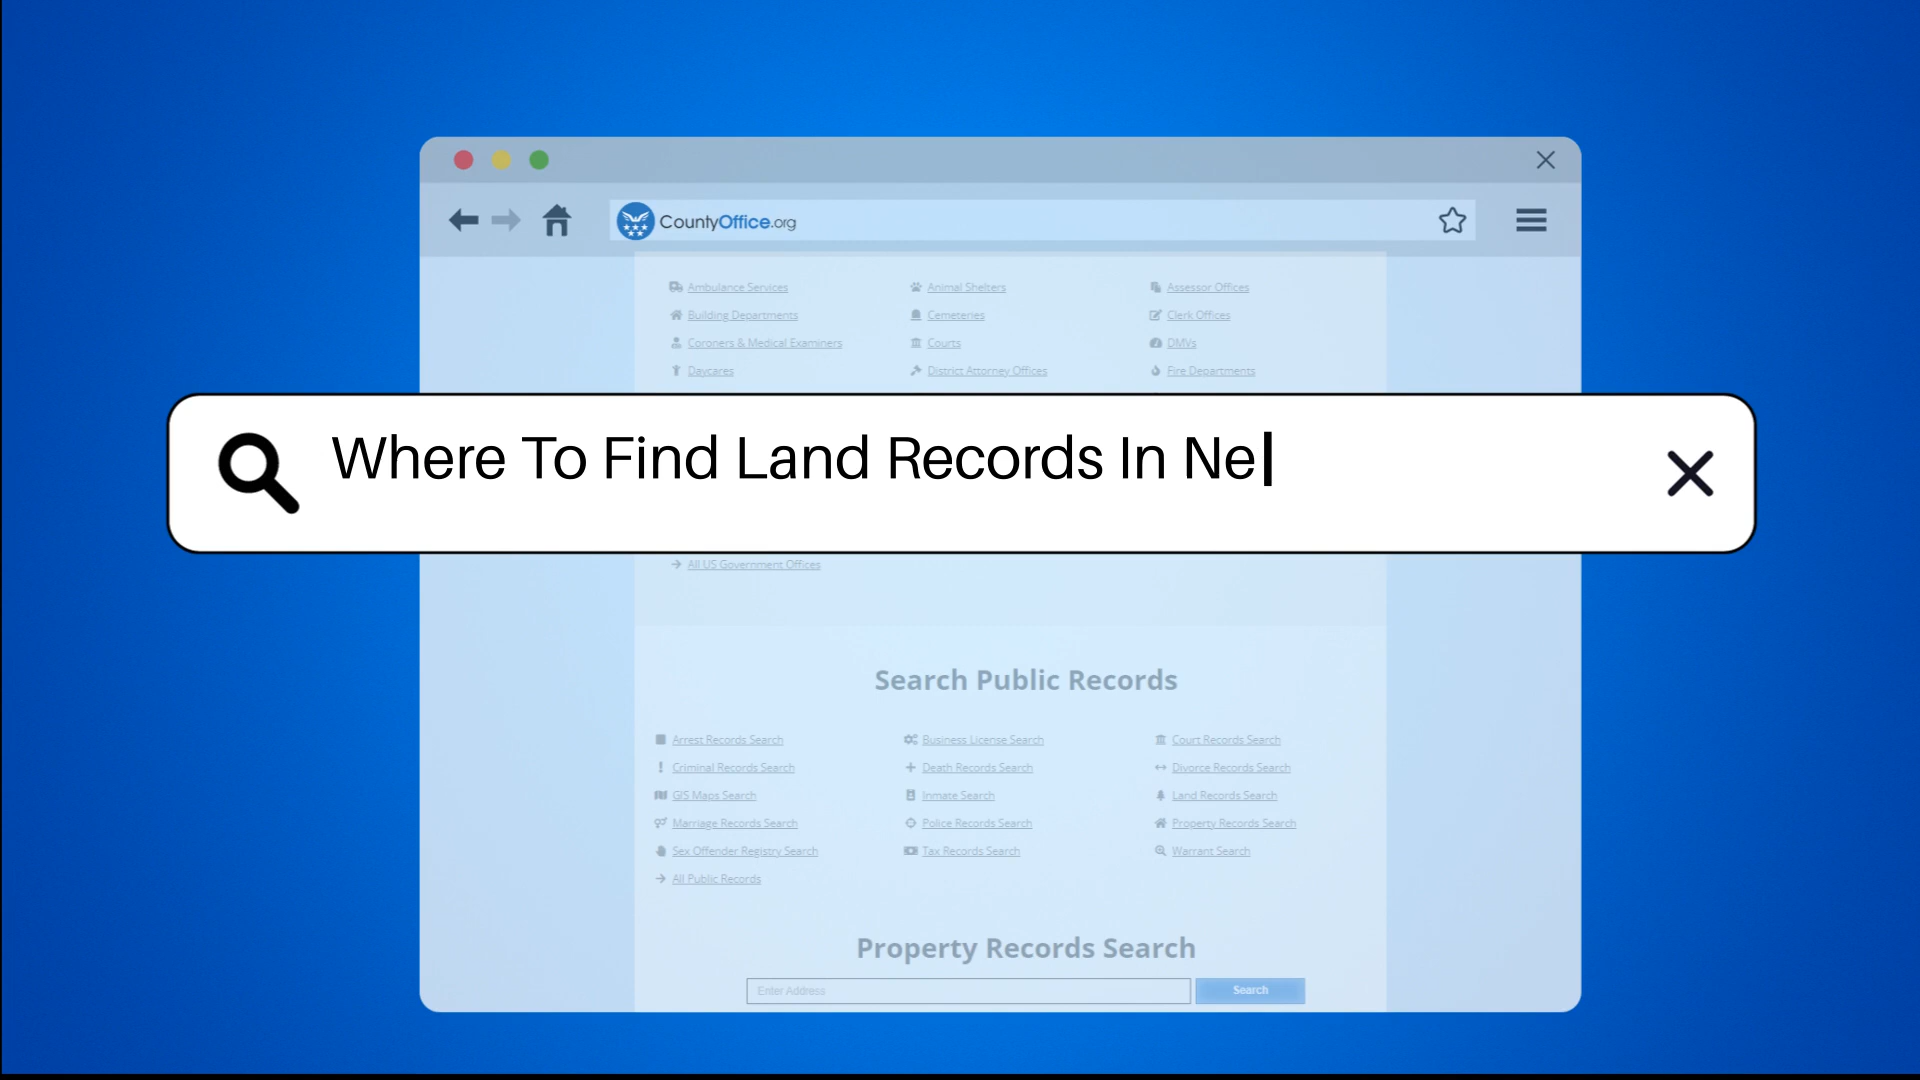 CountyOffice.org
Ambulance Services Animal Shelters Assessor Offices
Building Departments Cemeteries Clerk Offices
Coroners & Medical Examiners Courts DMVs
Daycares District Attorney Offices Fire Departments
Where To Find Land Records In Ne
All US Government Offices
Search Public Records
Arrest Records Search Business License Search Court Records Search
Criminal Records Search Death Records Search Divorce Records Search
GIS Maps Search Inmate Search Land Records Search
Marriage Records Search Police Records Search Property Records Search
Sex Offender Registry Search Tax Records Search Warrant Search
All Public Records
Property Records Search
Enter Address Search